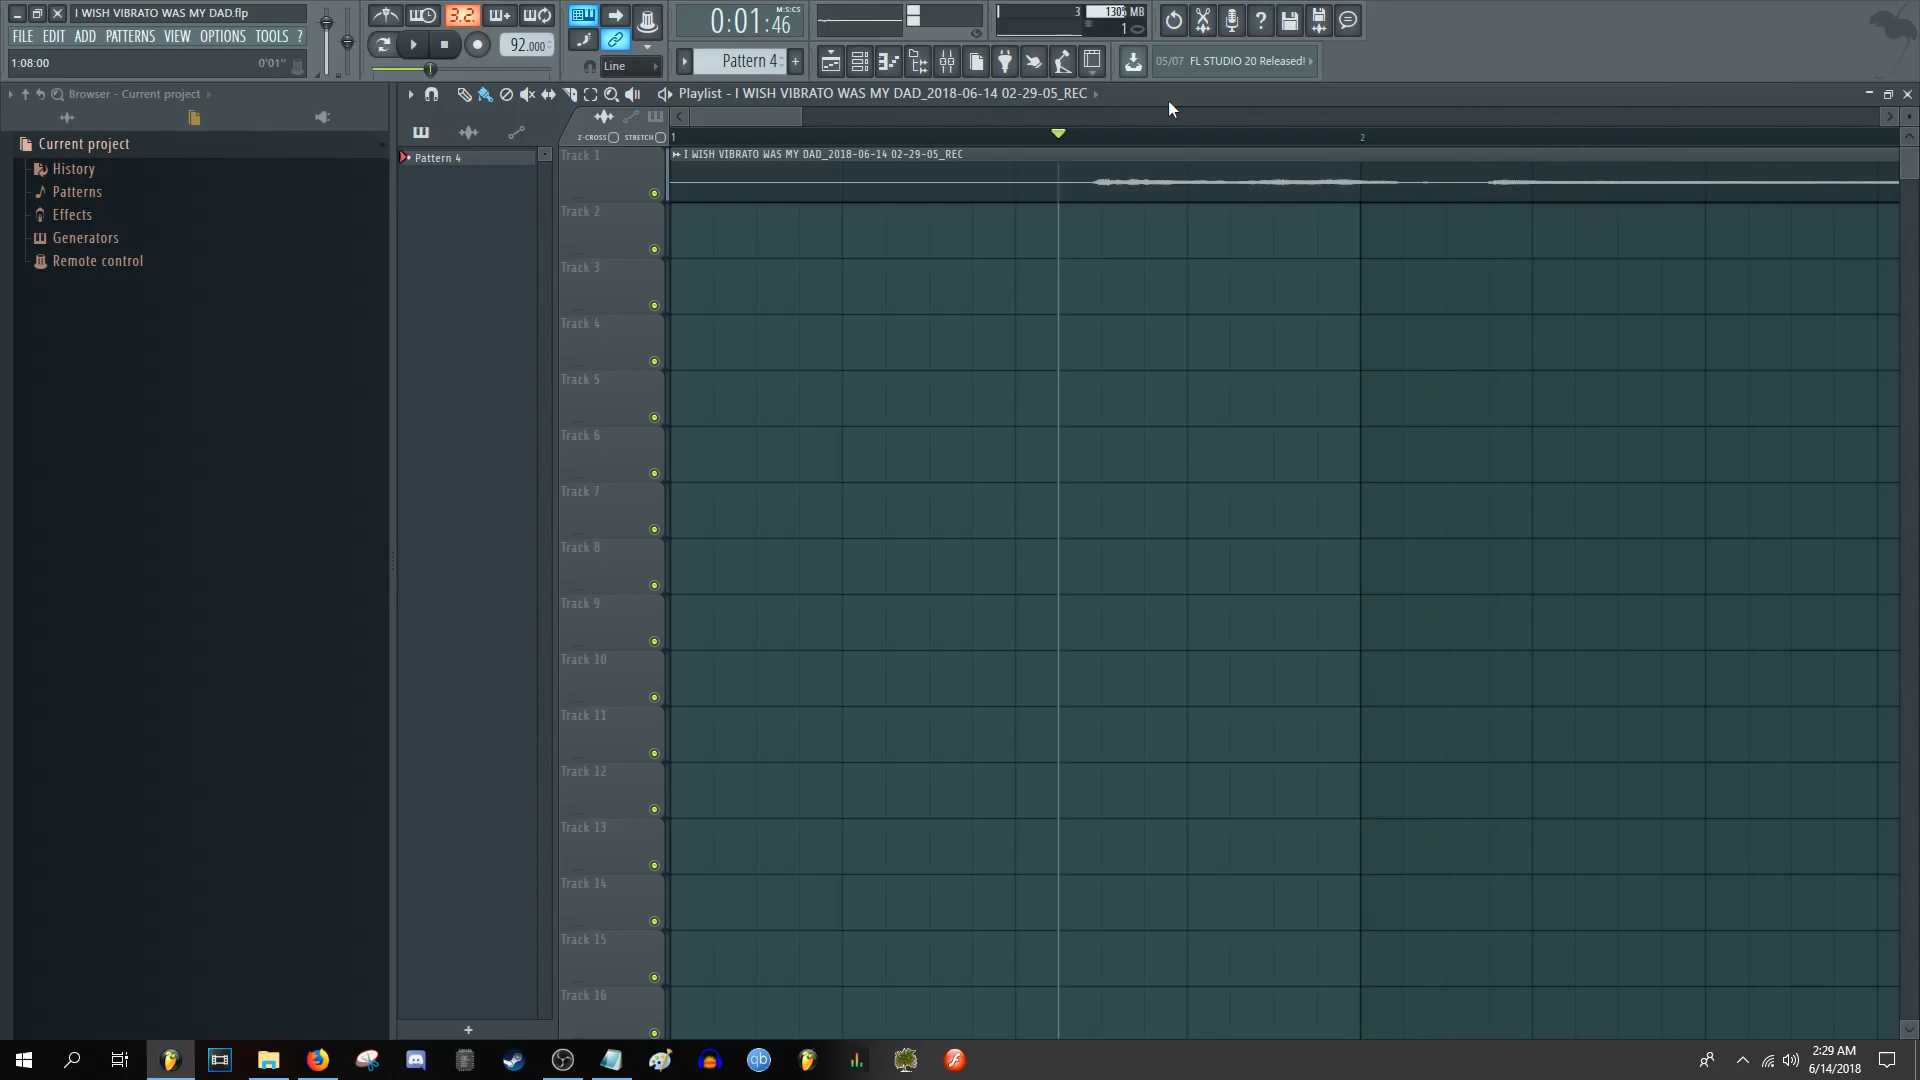 I WISH VIBRATO WAS MY DAD.flp
FILE EDIT ADD PATTERNS VIEW OPTIONS TOOLS ?
1:08:00 0'01"
3.2.
92.000
Line
0:01:46 M:S:CS
Pattern 4 +
3 1305 MB
1
?
05/07 FL STUDIO 20 Released!
Browser - Current project
Playlist - I WISH VIBRATO WAS MY DAD_2018-06-14 02-29-05_REC
Z-CROSS STRETCH
1 2
Current project
History
Patterns
Effects
Generators
Remote control
Pattern 4
+
I WISH VIBRATO WAS MY DAD_2018-06-14 02-29-05_REC
Track 1
Track 2
Track 3
Track 4
Track 5
Track 6
Track 7
Track 8
Track 9
Track 10
Track 11
Track 12
Track 13
Track 14
Track 15
Track 16
qb
2:29 AM
6/14/2018